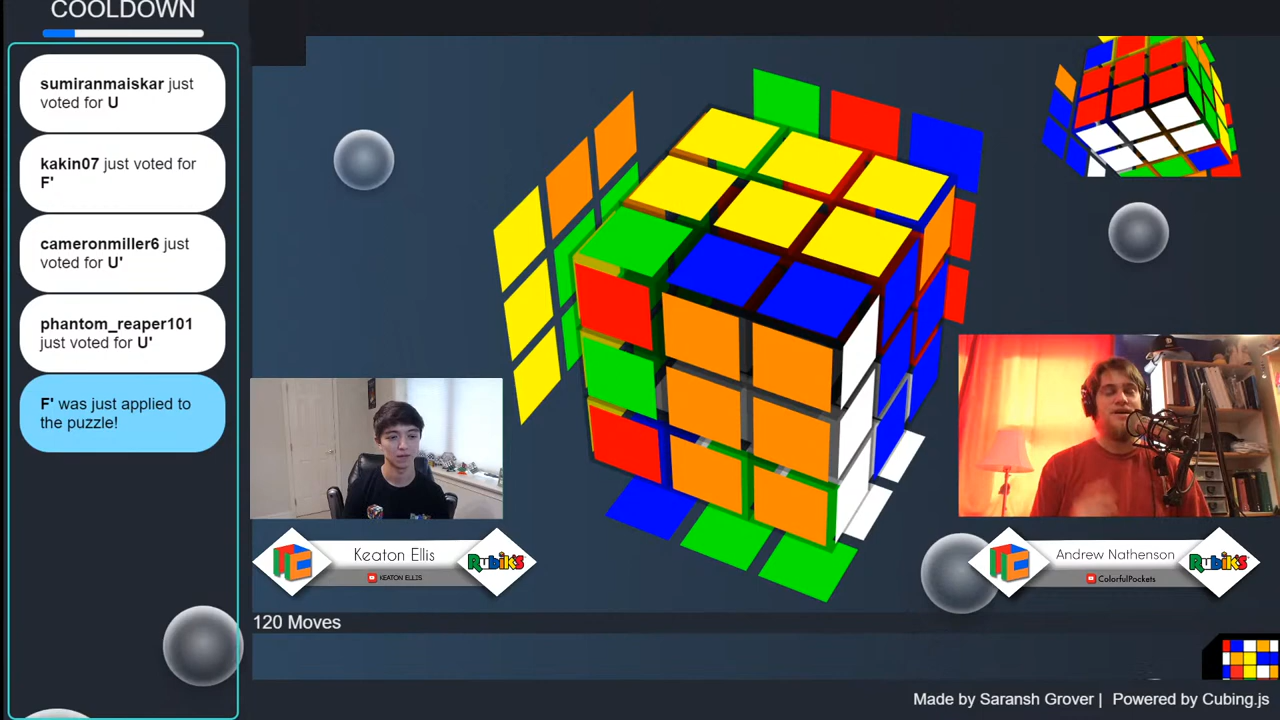 COOLDOWN
sumiranmaiskar just
voted for U
kakin07 just voted for
F'
cameronmiller6 just
voted for U'
phantom_reaper101
just voted for U'
F' was just applied to
the puzzle!
Keaton Ellis
KEATON ELLIS
Rubik's
Andrew Nathenson
ColorfulPockets
Rubik's
120 Moves
Made by Saransh Grover | Powered by Cubing.js